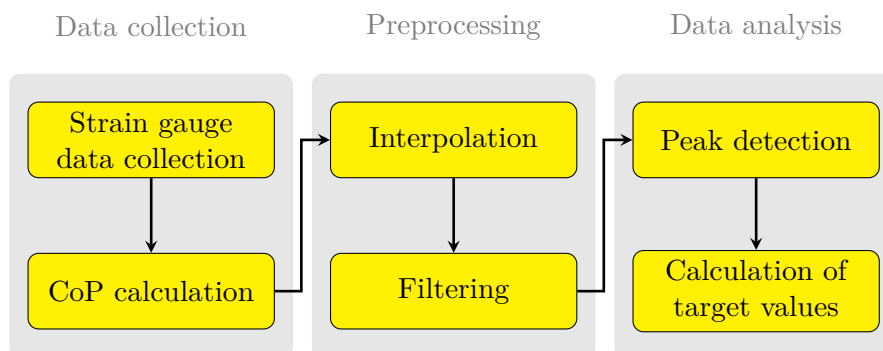 Data collection
Preprocessing
Data analysis
Strain gauge
data collection
Interpolation
Peak detection
CoP calculation
Filtering
Calculation of
target values